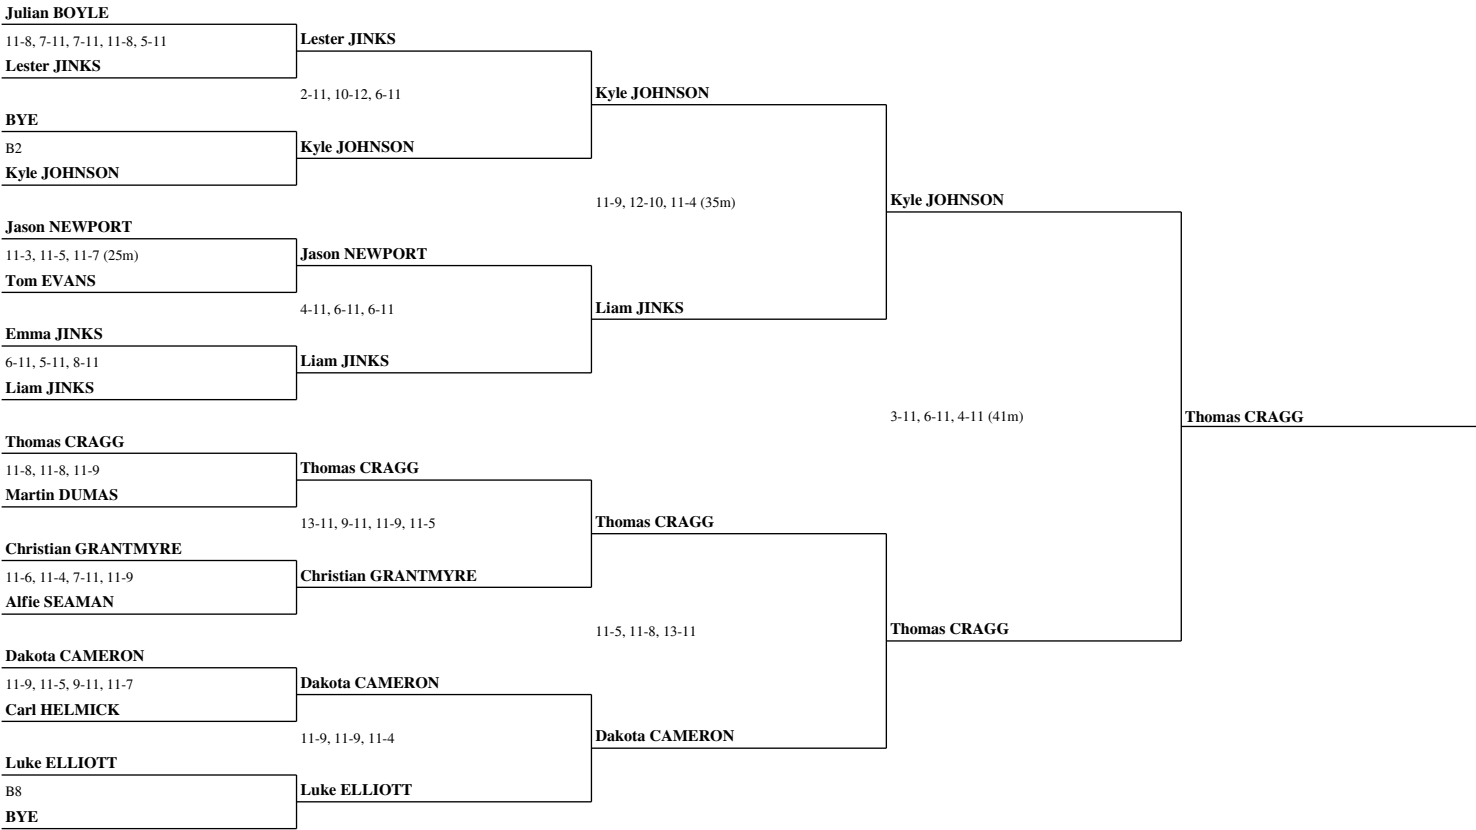 Julian BOYLE
11-8, 7-11, 7-11, 11-8, 5-11
Lester JINKS
BYE
B2
Kyle JOHNSON
Jason NEWPORT
11-3, 11-5, 11-7 (25m)
Tom EVANS
Emma JINKS
6-11, 5-11, 8-11
Liam JINKS
Thomas CRAGG
11-8, 11-8, 11-9
Martin DUMAS
Christian GRANTMYRE
11-6, 11-4, 7-11, 11-9
Alfie SEAMAN
Dakota CAMERON
11-9, 11-5, 9-11, 11-7
Carl HELMICK
Luke ELLIOTT
B8
BYE
Lester JINKS
2-11, 10-12, 6-11
Kyle JOHNSON
Jason NEWPORT
4-11, 6-11, 6-11
Liam JINKS
Thomas CRAGG
13-11, 9-11, 11-9, 11-5
Christian GRANTMYRE
Dakota CAMERON
11-9, 11-9, 11-4
Luke ELLIOTT
Kyle JOHNSON
11-9, 12-10, 11-4 (35m)
Liam JINKS
Thomas CRAGG
11-5, 11-8, 13-11
Dakota CAMERON
Kyle JOHNSON
3-11, 6-11, 4-11 (41m)
Thomas CRAGG
Thomas CRAGG